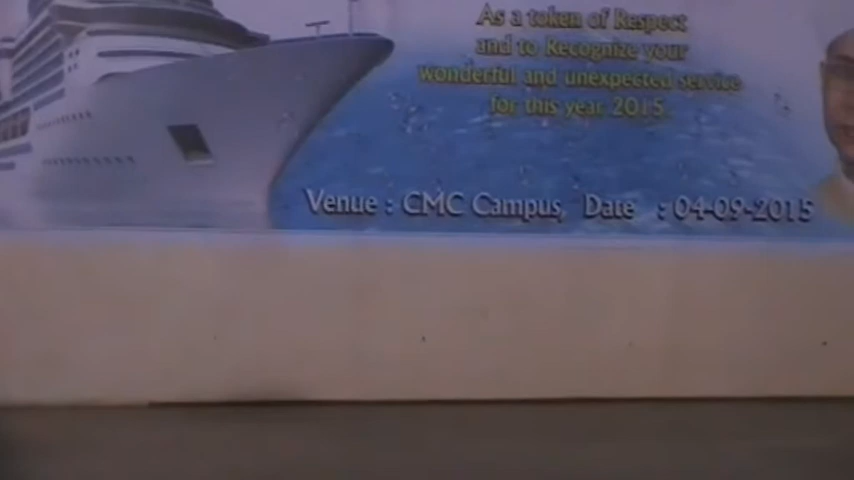 As a token of Respect
and to Recognize your
wonderful and unexpected service
for this year 2015.
Venue : CMC Campus, Date : 04-09-2015